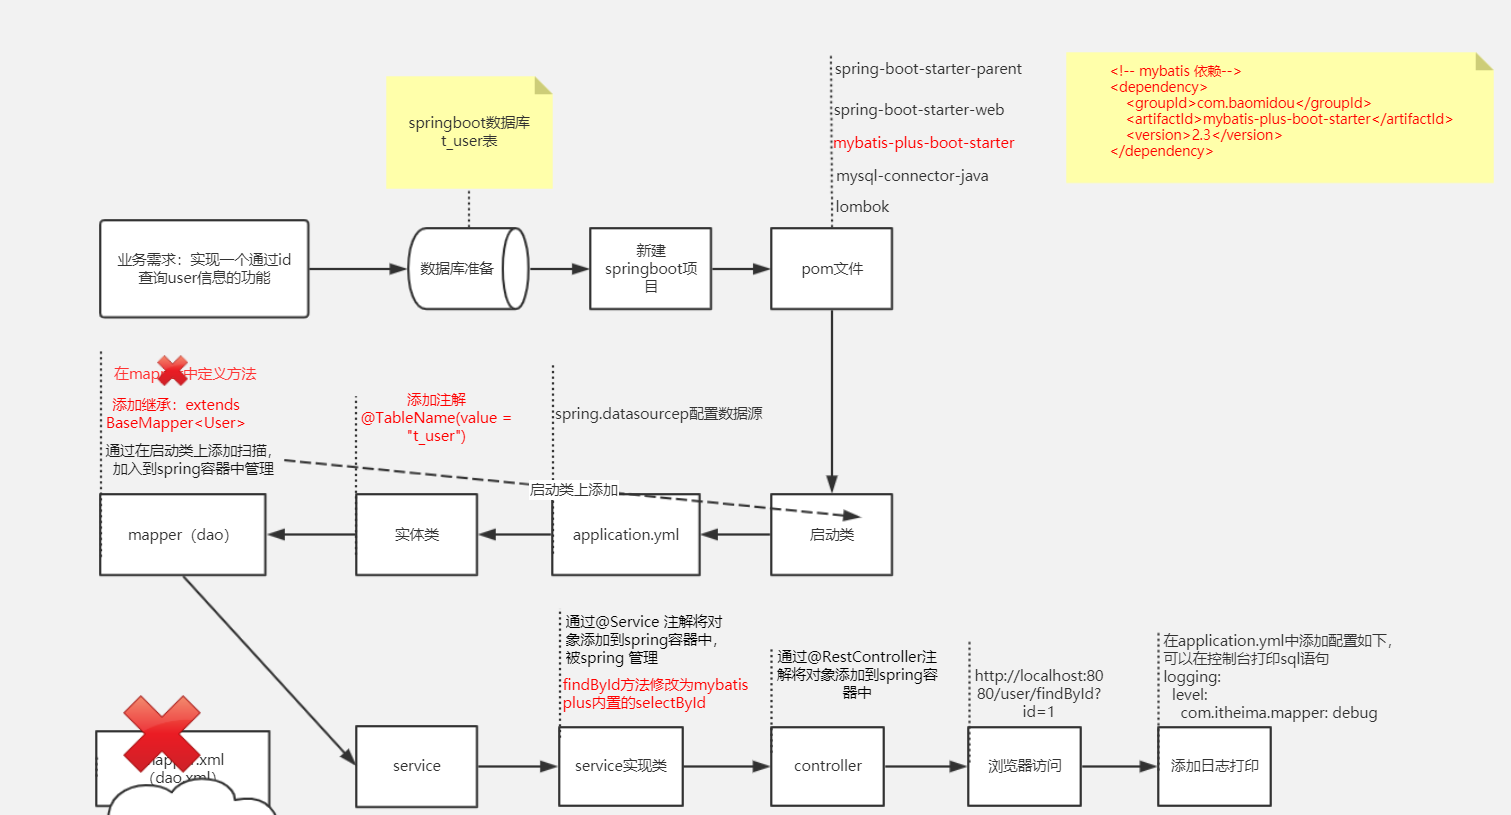 springboot数据库
t_user表
spring-boot-starter-parent
spring-boot-starter-web
mybatis-plus-boot-starter
mysql-connector-java
lombok
<!-- mybatis 依赖-->
<dependency>
<groupId>com.baomidou</groupId>
<artifactId>mybatis-plus-boot-starter</artifactId>
<version>2.3</version>
</dependency>
业务需求：实现一个通过id
查询user信息的功能
数据库准备
新建
springboot项
目
pom文件
在map中定义方法
添加继承：extends
BaseMapper<User>
通过在启动类上添加扫描，
加入到spring容器中管理
添加注解
@TableName(value =
"t_user")
spring.datasourcep配置数据源
启动类上添加
mapper（dao）
实体类
application.yml
启动类
通过@Service 注解将对
象添加到spring容器中，
被spring 管理
findById方法修改为mybatis
plus内置的selectById
通过@RestController注
解将对象添加到spring容
器中
http://localhost:80
80/user/findById?
id=1
在application.yml中添加配置如下，
可以在控制台打印sql语句
logging:
level:
com.itheima.mapper: debug
.xml
（dao.xml）
service
service实现类
controller
浏览器访问
添加日志打印